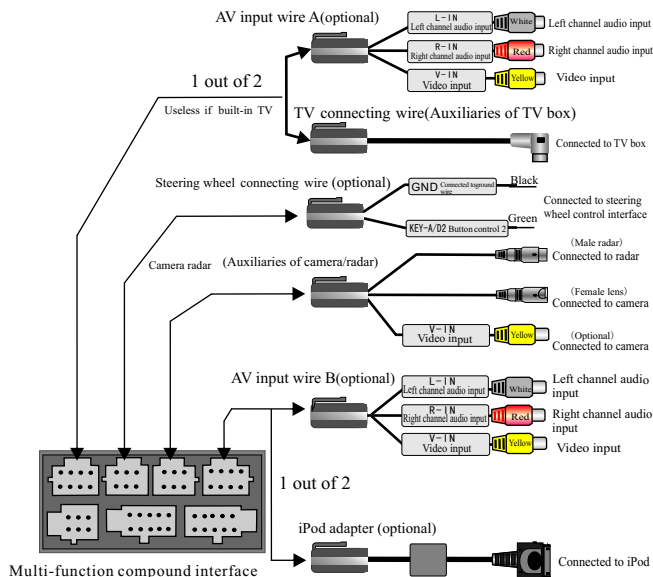 AV input wire A(optional)
L-IN
Left channel audio input
White
Left channel audio input
R-IN
Right channel audio input
Red
Right channel audio input
V-IN
Video input
Yellow
Video input
1 out of 2
Useless if built-in TV
TV connecting wire(Auxiliaries of TV box)
Connected to TV box
Steering wheel connecting wire (optional)
GND Connected toground
wire
Black
KEY-A/D2 Button control 2
Green
Connected to steering
wheel control interface
Camera radar
(Auxiliaries of camera/radar)
(Male radar)
Connected to radar
(Female lens)
Connected to camera
V-IN
Video input
Yellow
(Optional)
Connected to camera
AV input wire B(optional)
L-IN
Left channel audio input
White
Left channel audio
input
R-IN
Right channel audio input
Red
Right channel audio
input
V-IN
Video input
Yellow
Video input
1 out of 2
iPod adapter (optional)
Connected to iPod
Multi-function compound interface